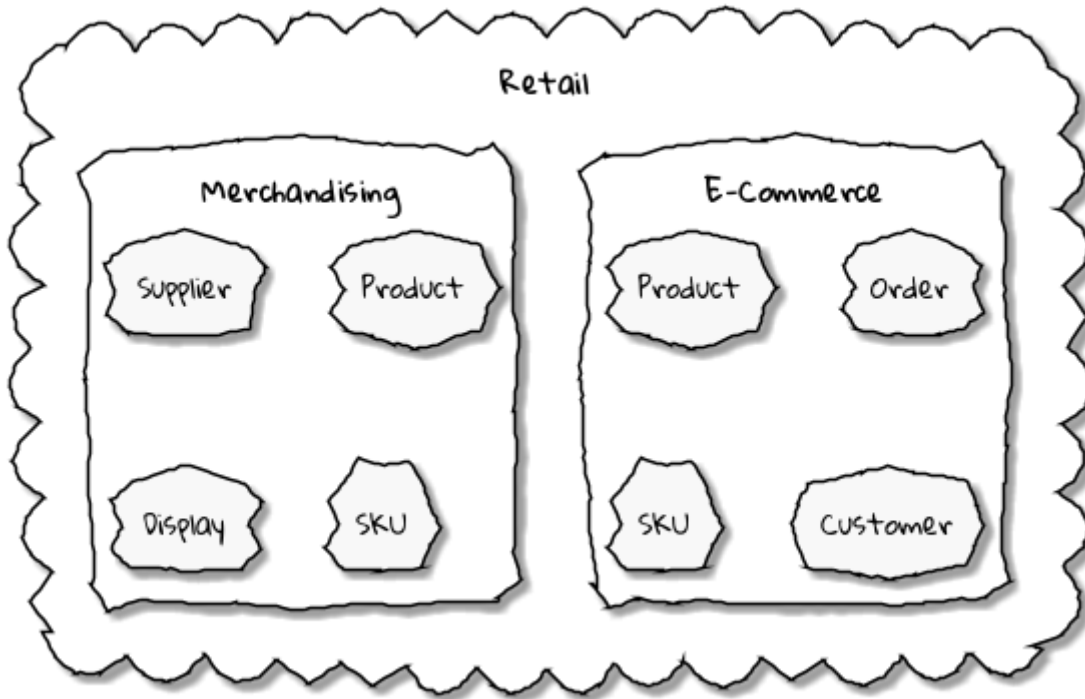 Retail
Merchandising
E-Commerce
Supplier
Product
Product
Order
Display
SKU
SKU
Customer